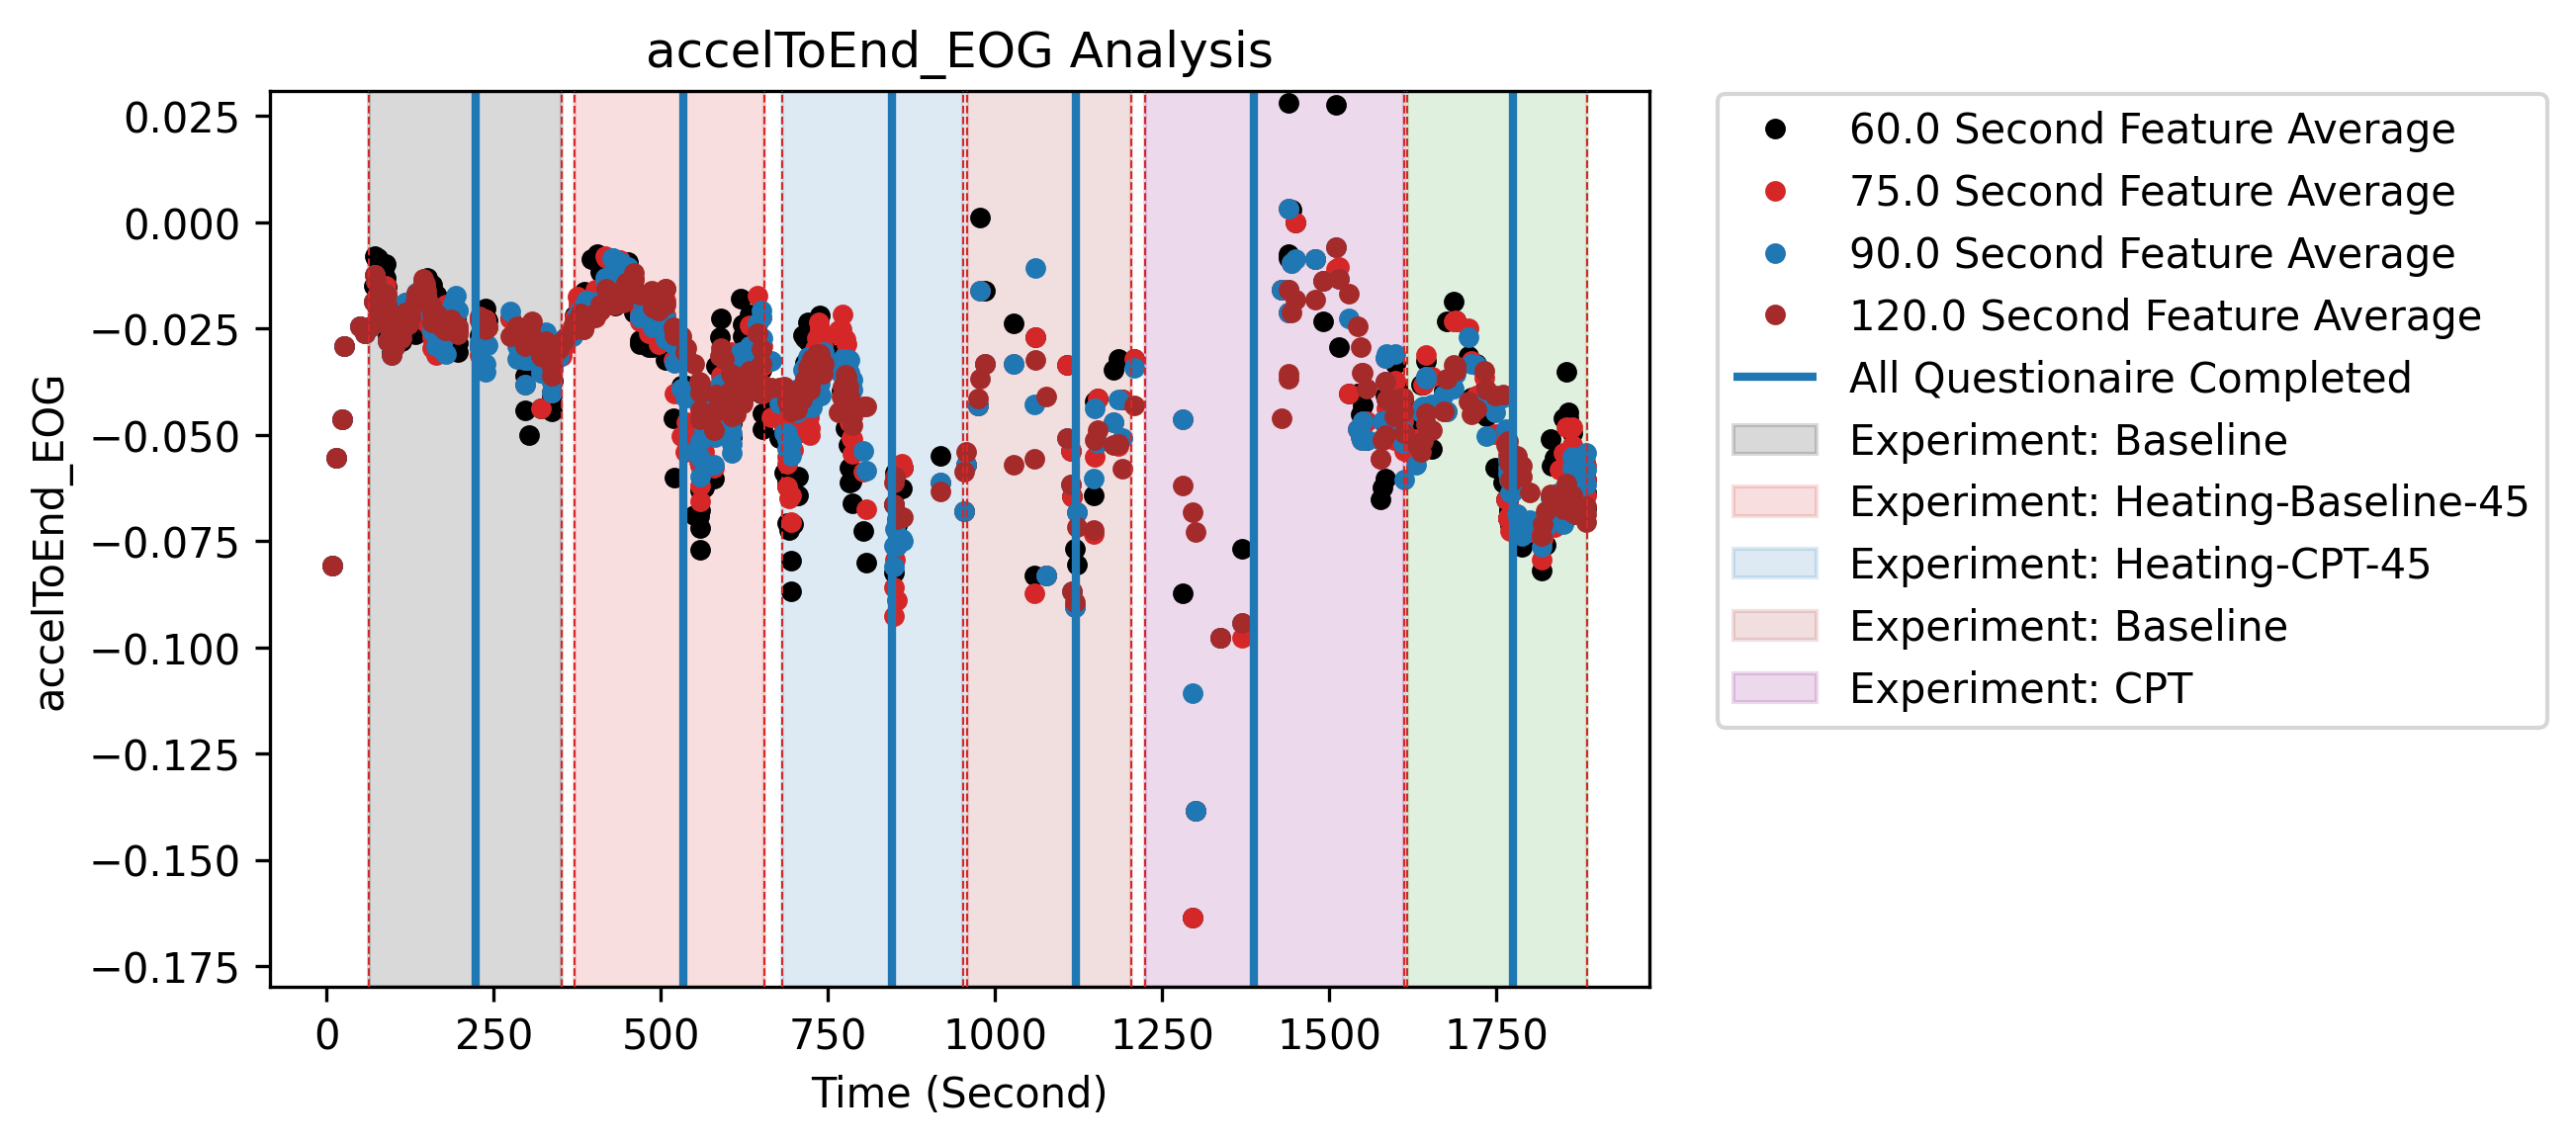 accelToEnd_EOG Analysis
0.025
0.000
−0.025
−0.050
−0.075
−0.100
−0.125
−0.150
−0.175
accelToEnd_EOG
0 250 500 750 1000 1250 1500 1750
Time (Second)
60.0 Second Feature Average
75.0 Second Feature Average
90.0 Second Feature Average
120.0 Second Feature Average
All Questionaire Completed
Experiment: Baseline
Experiment: Heating-Baseline-45
Experiment: Heating-CPT-45
Experiment: Baseline
Experiment: CPT